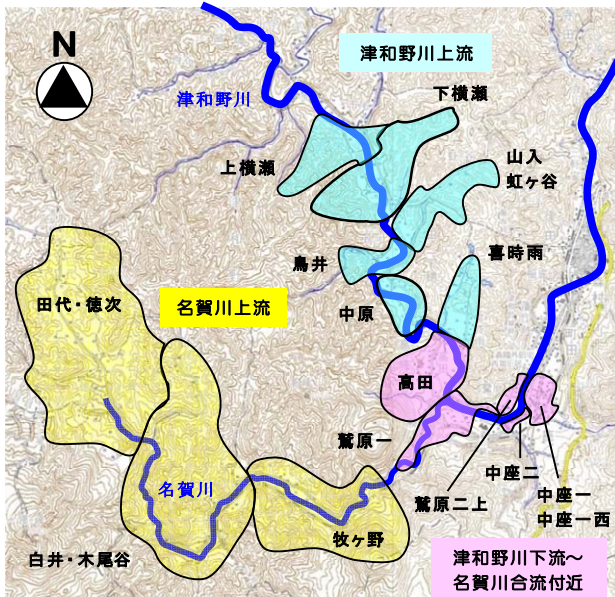 N
津和野川上流
津和野川
下横瀬
上横瀬
山入
虹ヶ谷
鳥井
喜時雨
田代・徳次
名賀川上流
中原
高田
鷲原一
名賀川
中座二
鷲原二上
中座一
中座一西
牧ヶ野
白井・木尾谷
津和野川下流~
名賀川合流付近